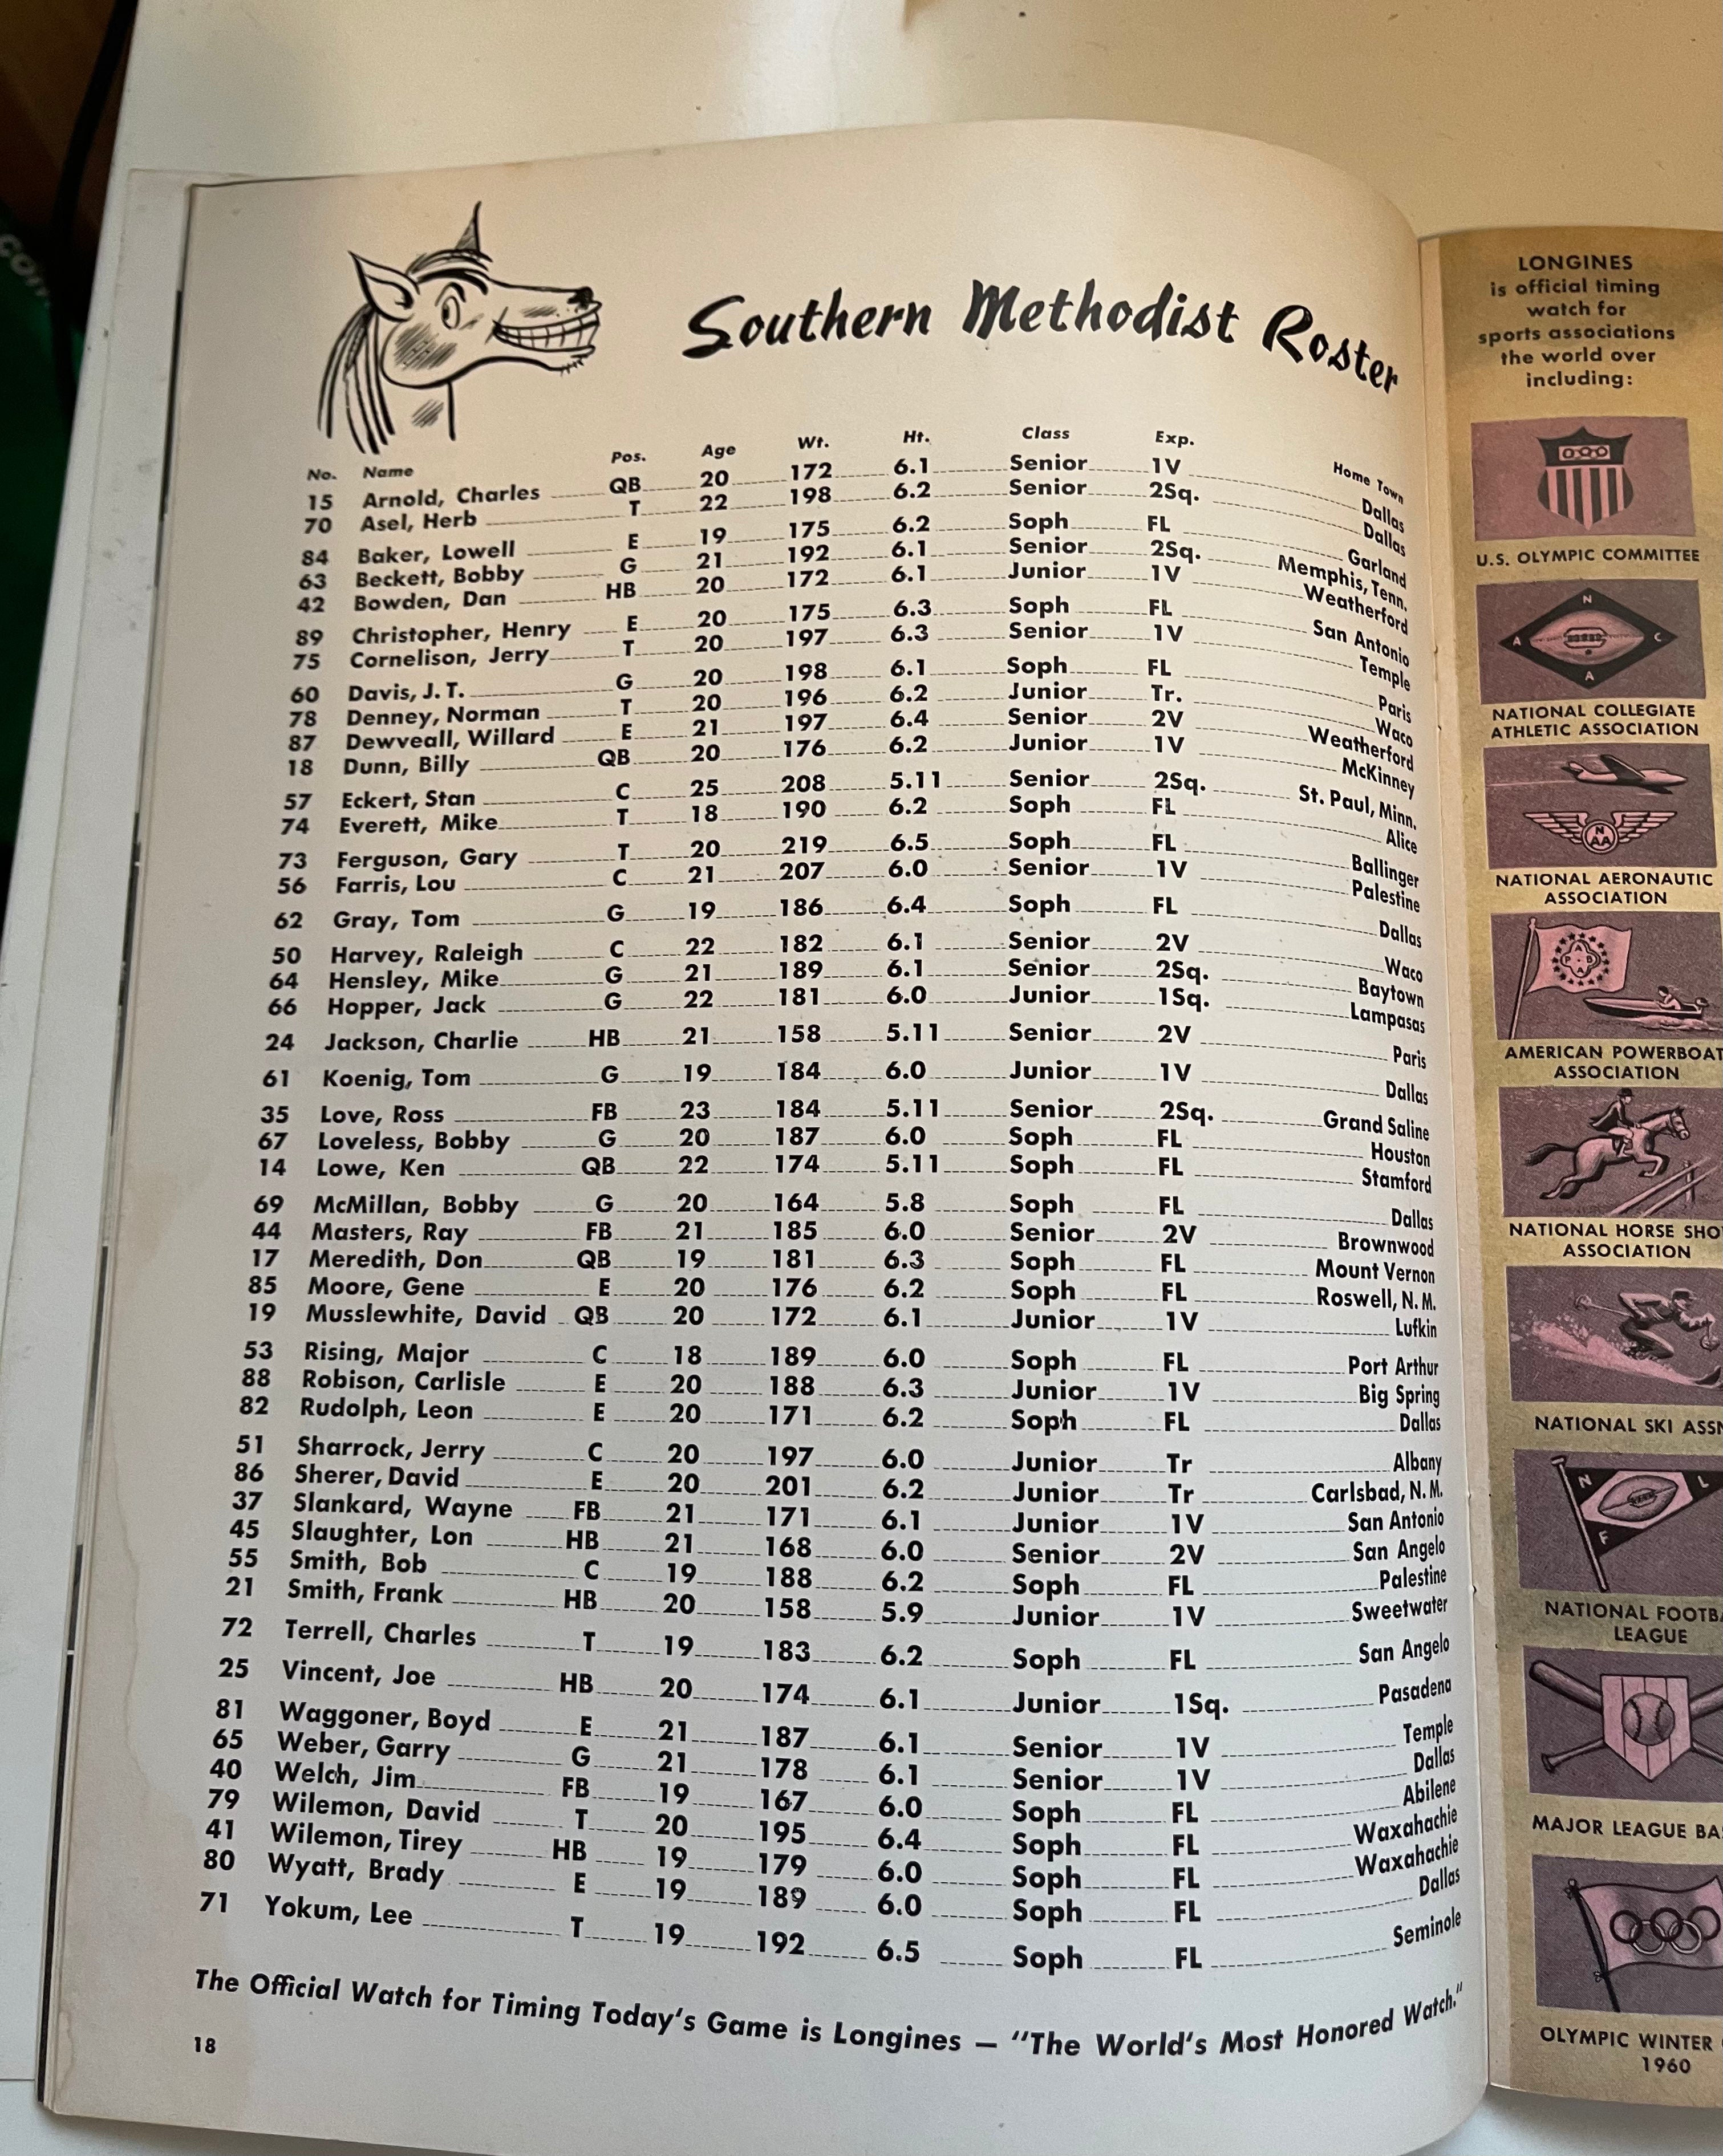 Southern Methodist Roster
No. Name Pos. Age Wt. Ht. Class Exp. Home Town
15 Arnold, Charles QB 20 172 6.1 Senior 1V Dallas
70 Asel, Herb T 22 198 6.2 Senior 2Sq. Dallas
84 Baker, Lowell E 19 175 6.2 Soph FL Garland
63 Beckett, Bobby G 21 192 6.1 Senior 2Sq. Memphis, Tenn.
42 Bowden, Dan HB 20 172 6.1 Junior 1V Weatherford
89 Christopher, Henry E 20 175 6.3 Soph FL San Antonio
75 Cornelison, Jerry T 20 197 6.3 Senior 1V Temple
60 Davis, J. T. G 20 198 6.1 Soph FL Paris
78 Denney, Norman T 20 196 6.2 Junior Tr. Waco
87 Dewveall, Willard E 21 197 6.4 Senior 2V Weatherford
18 Dunn, Billy QB 20 176 6.2 Junior 1V McKinney
57 Eckert, Stan C 25 208 5.11 Senior 2Sq. St. Paul, Minn.
74 Everett, Mike T 18 190 6.2 Soph FL Alice
73 Ferguson, Gary T 20 219 6.5 Soph FL Ballinger
56 Farris, Lou C 21 207 6.0 Senior 1V Palestine
62 Gray, Tom G 19 186 6.4 Soph FL Dallas
50 Harvey, Raleigh C 22 182 6.1 Senior 2V Waco
64 Hensley, Mike G 21 189 6.1 Senior 2Sq. Baytown
66 Hopper, Jack G 22 181 6.0 Junior 1Sq. Lampasas
24 Jackson, Charlie HB 21 158 5.11 Senior 2V Paris
61 Koenig, Tom G 19 184 6.0 Junior 1V Dallas
35 Love, Ross FB 23 184 5.11 Senior 2Sq. Grand Saline
67 Loveless, Bobby G 20 187 6.0 Soph FL Houston
14 Lowe, Ken QB 22 174 5.11 Soph FL Stamford
69 McMillan, Bobby G 20 164 5.8 Soph FL Dallas
44 Masters, Ray FB 21 185 6.0 Senior 2V Brownwood
17 Meredith, Don QB 19 181 6.3 Soph FL Mount Vernon
85 Moore, Gene E 20 176 6.2 Soph FL Roswell, N. M.
19 Musslewhite, David QB 20 172 6.1 Junior 1V Lufkin
53 Rising, Major C 18 189 6.0 Soph FL Port Arthur
88 Robison, Carlisle E 20 188 6.3 Junior 1V Big Spring
82 Rudolph, Leon E 20 171 6.2 Soph FL Dallas
51 Sharrock, Jerry C 20 197 6.0 Junior Tr Albany
86 Sherer, David E 20 201 6.2 Junior Tr Carlsbad, N. M.
37 Slankard, Wayne FB 21 171 6.1 Junior 1V San Antonio
45 Slaughter, Lon HB 21 168 6.0 Senior 2V San Angelo
55 Smith, Bob C 19 188 6.2 Soph FL Palestine
21 Smith, Frank HB 20 158 5.9 Junior 1V Sweetwater
72 Terrell, Charles T 19 183 6.2 Soph FL San Angelo
25 Vincent, Joe HB 20 174 6.1 Junior 1Sq. Pasadena
81 Waggoner, Boyd E 21 187 6.1 Senior 1V Temple
65 Weber, Garry G 21 178 6.1 Senior 1V Dallas
40 Welch, Jim FB 19 167 6.0 Soph FL Abilene
79 Wilemon, David T 20 195 6.4 Soph FL Waxahachie
41 Wilemon, Tirey HB 19 179 6.0 Soph FL Waxahachie
80 Wyatt, Brady E 19 189 6.0 Soph FL Dallas
71 Yokum, Lee T 19 192 6.5 Soph FL Seminole
The Official Watch for Timing Today's Game is Longines — "The World's Most Honored Watch."
18
LONGINES
is official timing
watch for
sports associations
the world over
including:
U.S. OLYMPIC COMMITTEE
N
A C
A
NATIONAL COLLEGIATE
ATHLETIC ASSOCIATION
N
AA
NATIONAL AERONAUTIC
ASSOCIATION
A
P B
A
AMERICAN POWERBOAT
ASSOCIATION
NATIONAL HORSE SHO
ASSOCIATION
NATIONAL SKI ASSN
N L
F
NATIONAL FOOTBA
LEAGUE
MAJOR LEAGUE BA
OLYMPIC WINTER
1960